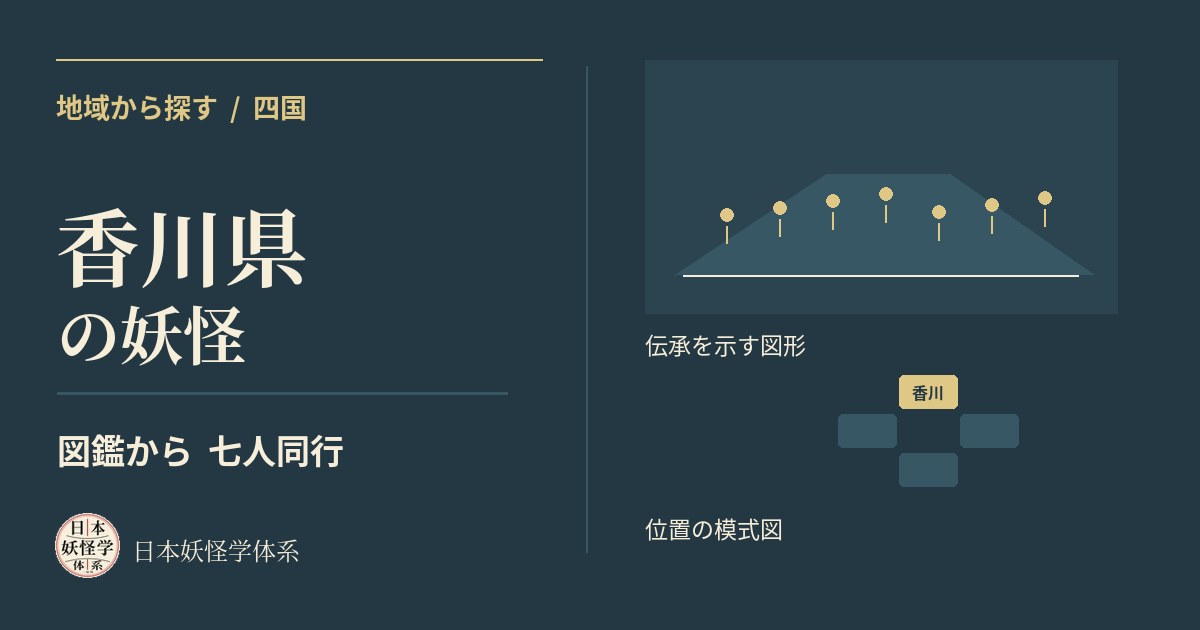 地域から探す / 四国
香川県
の妖怪
図鑑から 七人同行
日本
妖怪学
体系
日本妖怪学体系
伝承を示す図形
香川
位置の模式図